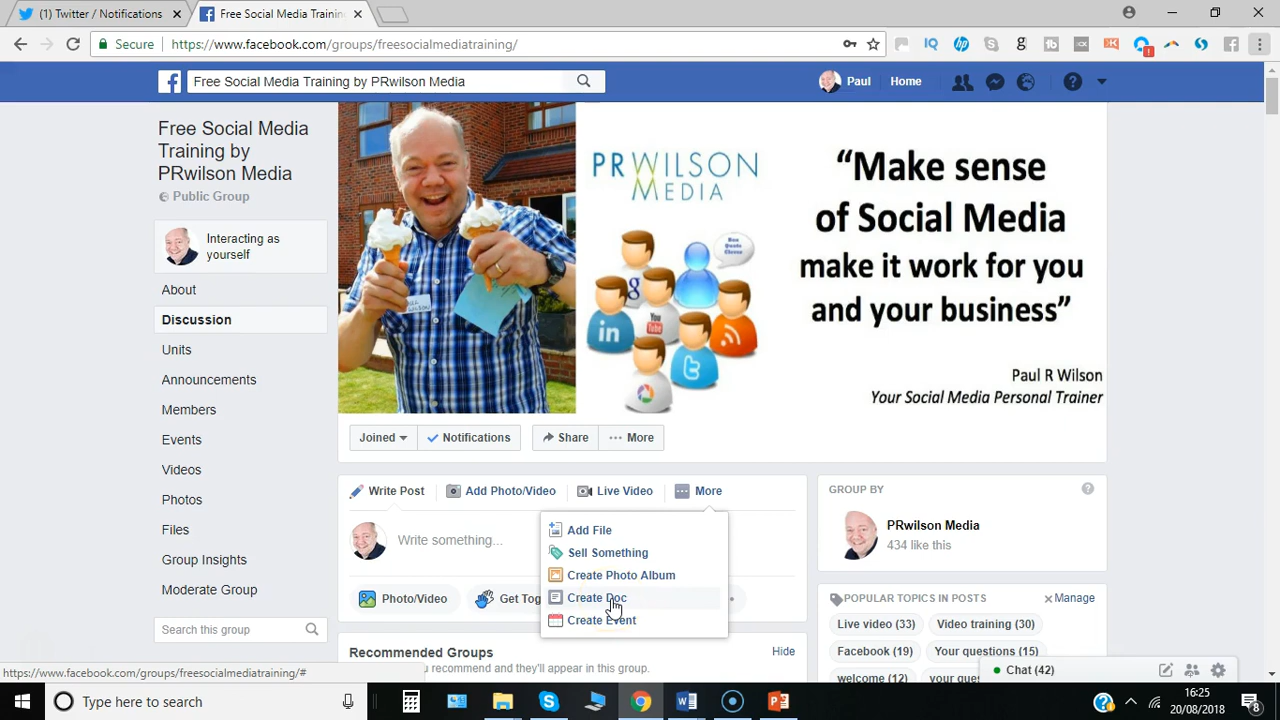 (1) Twitter / Notifications
Free Social Media Trainin
Secure
https://www.facebook.com/groups/freesocialmediatraining/
Free Social Media Training by PRwilson Media
Paul
Home
Free Social Media
Training by
PRwilson Media
Public Group
Interacting as
yourself
About
Discussion
Units
Announcements
Members
Events
Videos
Photos
Files
Group Insights
Moderate Group
Search this group
PRWILSON
MEDIA
“Make sense
of Social Media
make it work for you
and your business”
Paul R Wilson
Your Social Media Personal Trainer
Joined
Notifications
Share
More
Write Post
Add Photo/Video
Live Video
More
Write something...
Photo/Video
Get Tog
Add File
Sell Something
Create Photo Album
Create Doc
Create Event
Recommended Groups
Hide
u recommend and they'll appear in this group.
GROUP BY
PRwilson Media
434 like this
POPULAR TOPICS IN POSTS
Manage
Live video (33)
Video training (30)
Facebook (19)
Your questions (15)
welcome (12)
Chat (42)
https://www.facebook.com/groups/freesocialmediatraining/#
Type here to search
16:25
20/08/2018
8